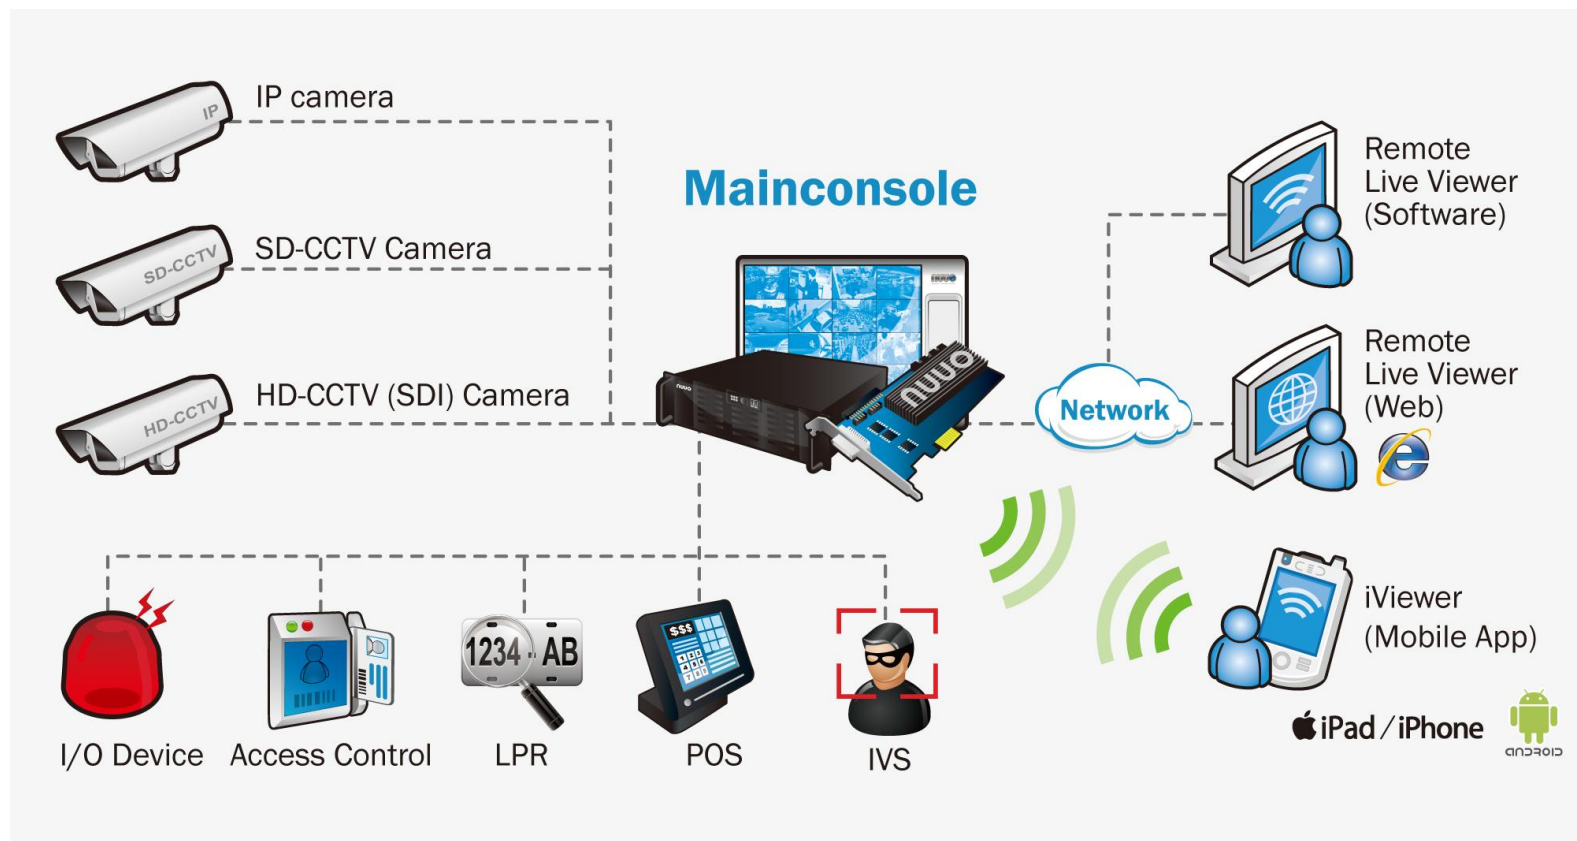 IP camera
IP
SD-CCTV Camera
SD-CCTV
HD-CCTV (SDI) Camera
HD-CCTV
Mainconsole
nuuo
nuuo
nuuo
Network
Remote
Live Viewer
(Software)
Remote
Live Viewer
(Web)
iViewer
(Mobile App)
iPad / iPhone
ANDROID
1234 - AB
$$$
I/O Device
Access Control
LPR
POS
IVS